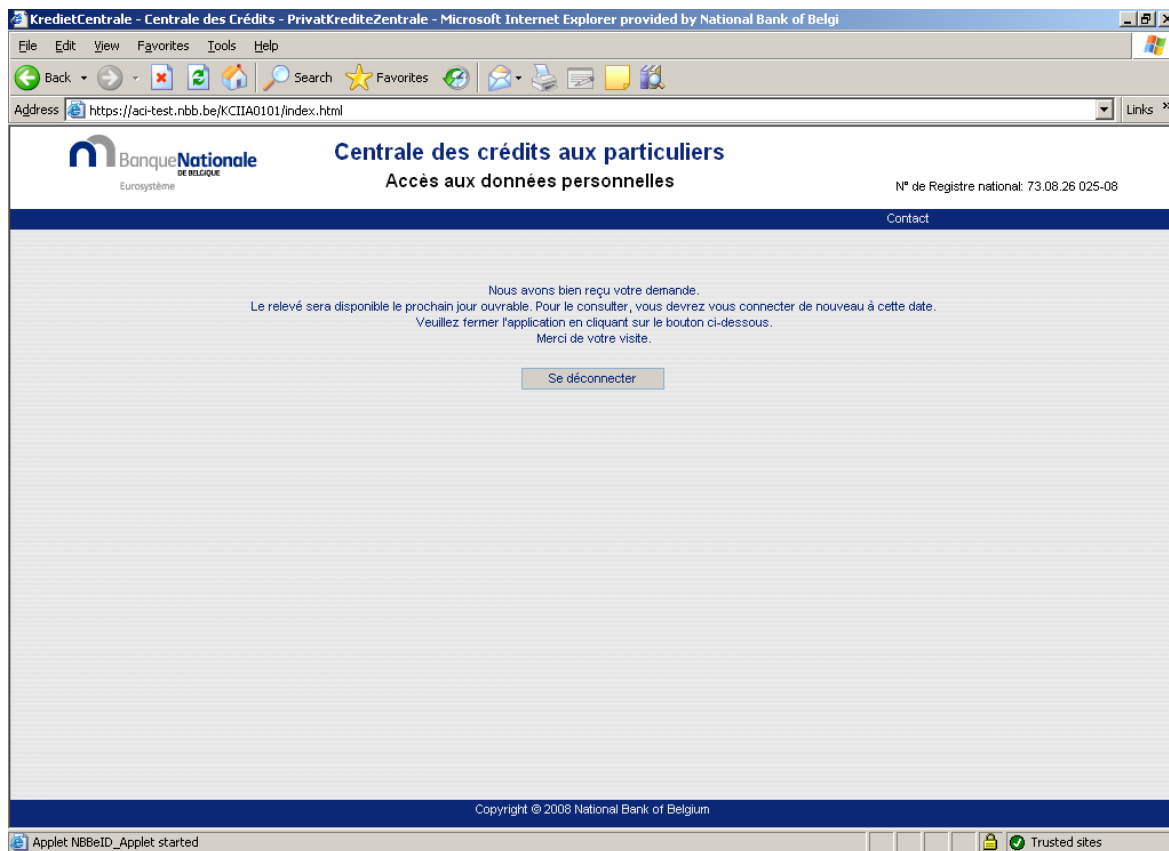 KredietCentrale - Centrale des Crédits - PrivatKrediteZentrale - Microsoft Internet Explorer provided by National Bank of Belgi
File Edit View Favorites Tools Help
Back Search Favorites
Address https://aci-test.nbb.be/KCIIA0101/index.html Links »
BanqueNationale
DE BELGIQUE
Eurosystème
Centrale des crédits aux particuliers
Accès aux données personnelles
N° de Registre national: 73.08.26 025-08
Contact
Nous avons bien reçu votre demande.
Le relevé sera disponible le prochain jour ouvrable. Pour le consulter, vous devrez vous connecter de nouveau à cette date.
Veuillez fermer l'application en cliquant sur le bouton ci-dessous.
Merci de votre visite.
Se déconnecter
Copyright © 2008 National Bank of Belgium
Applet NBBeID_Applet started Trusted sites